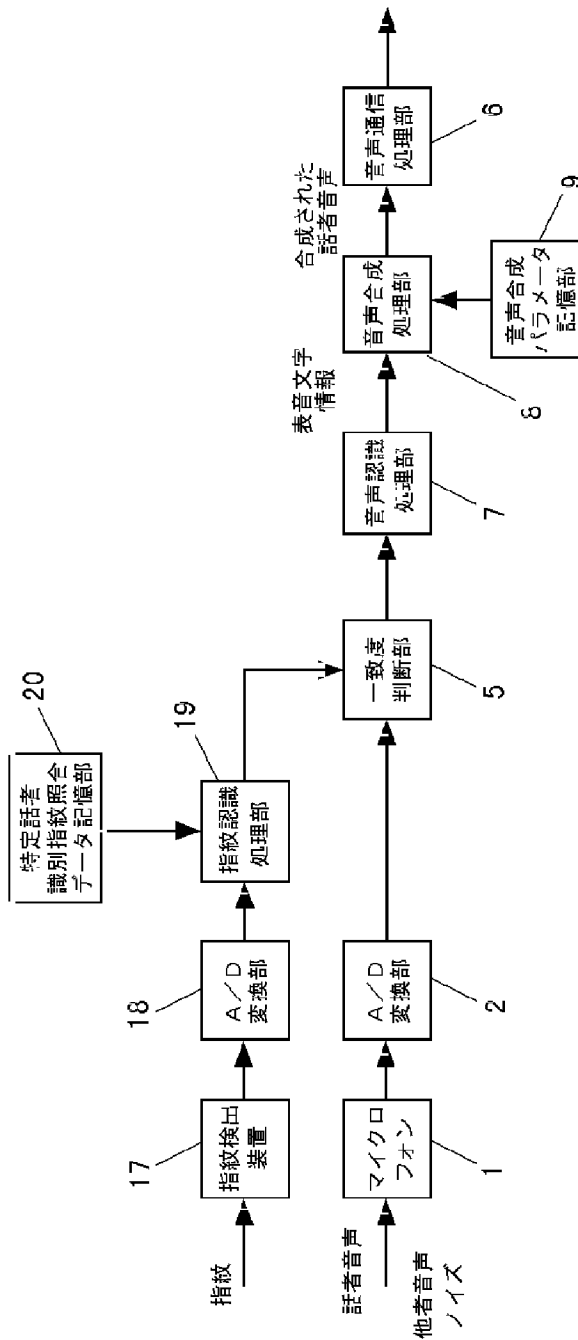 特定話者
識別指紋照合
データ記憶部
20
指紋
指紋検出
装置
17
A/D
変換部
18
指紋認識
処理部
19
話者音声
他者音声
ノイズ
マイクロ
フォン
1
A/D
変換部
2
一致度
判断部
5
音声認識
処理部
7
表音文字
情報
音声合成
処理部
8
合成された
話者音声
音声通信
処理部
6
音声合成
パラメータ
記憶部
9